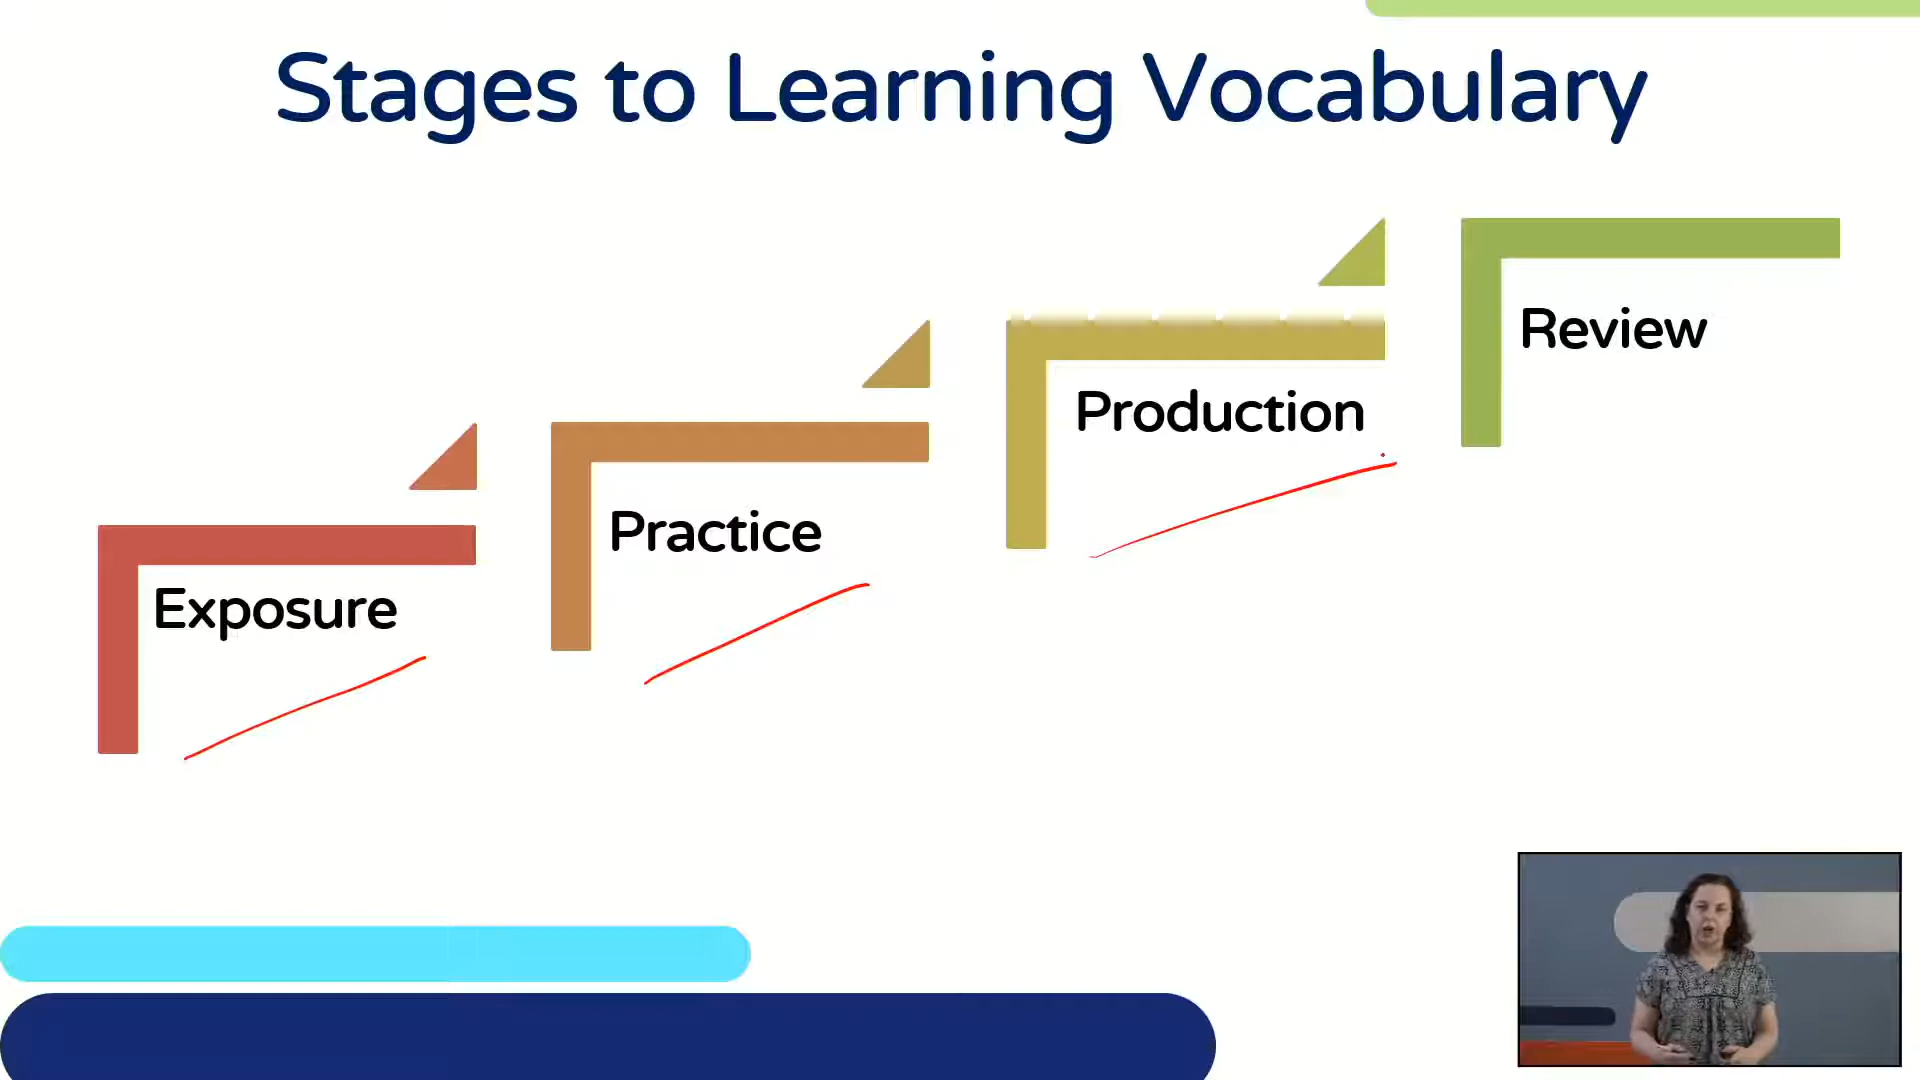 Stages to Learning Vocabulary
Exposure
Practice
Production
Review